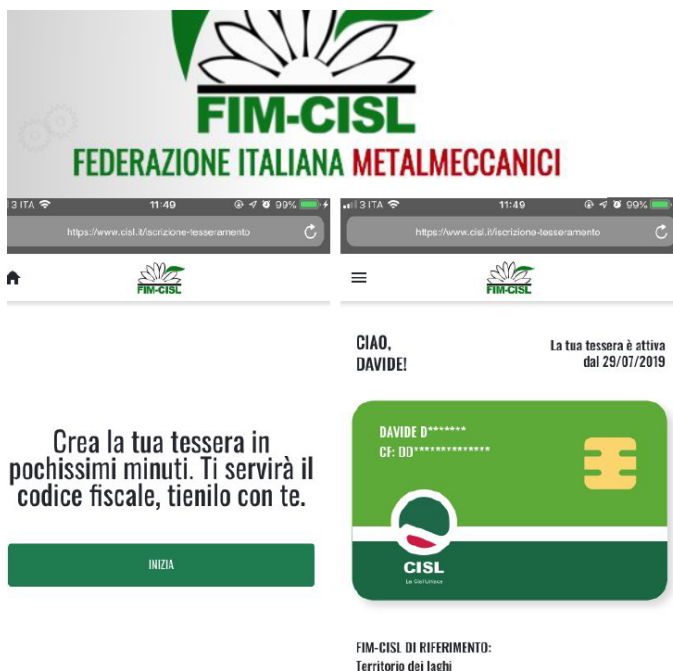 FIM-CISL
FEDERAZIONE ITALIANA METALMECCANICI
3 ITA
11:49
99%
https://www.cisl.it/iscrizione-tesseramento
FIM-CISL
Crea la tua tessera in
pochissimi minuti. Ti servirà il
codice fiscale, tienilo con te.
INIZIA
3 ITA
11:49
99%
https://www.cisl.it/iscrizione-tesseramento
FIM-CISL
CIAO,
DAVIDE!
La tua tessera è attiva
dal 29/07/2019
DAVIDE D*******
CF: DD**************
CISL
FIM-CISL DI RIFERIMENTO:
Territorio dei laghi